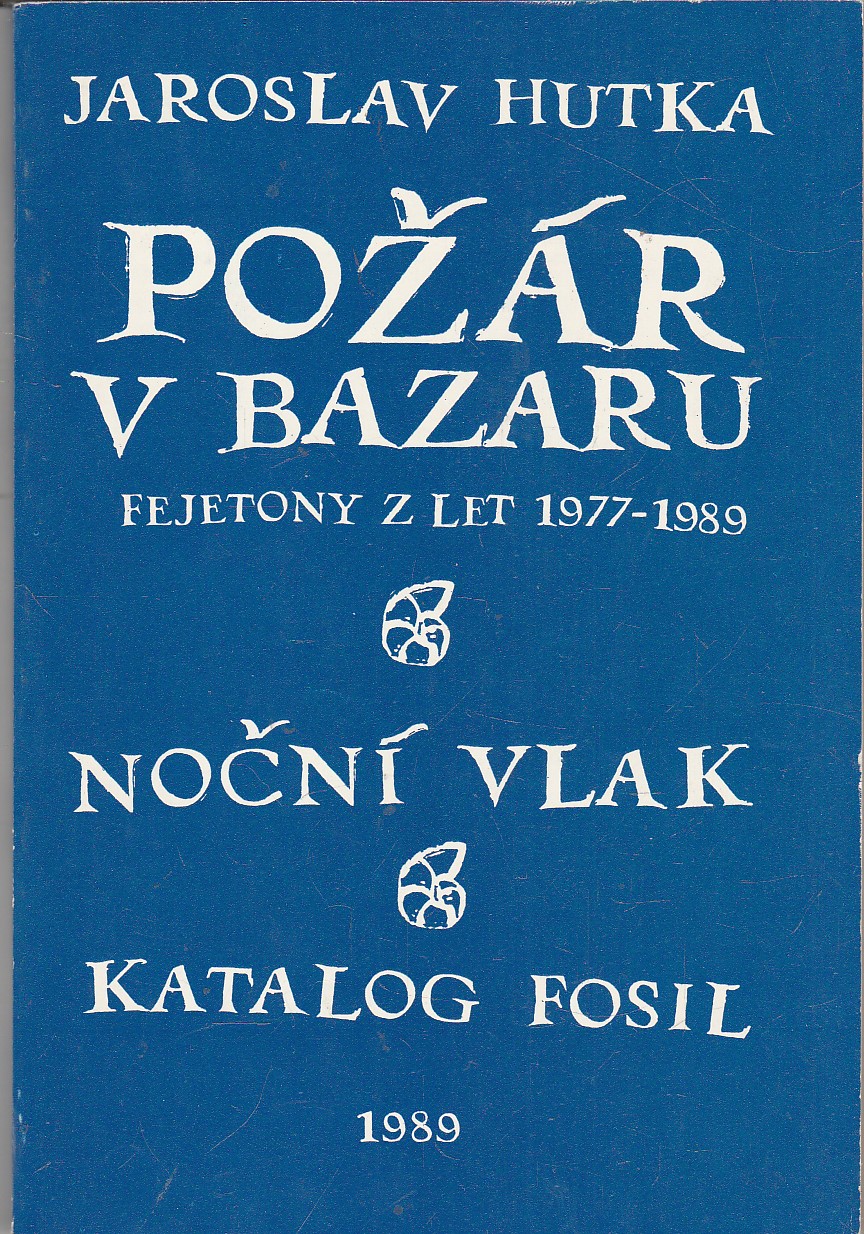 JAROSLAV HUTKA
POŽÁR
V BAZARU
FEJETONY Z LET 1977-1989
NOČNÍ VLAK
KATALOG FOSIL
1989